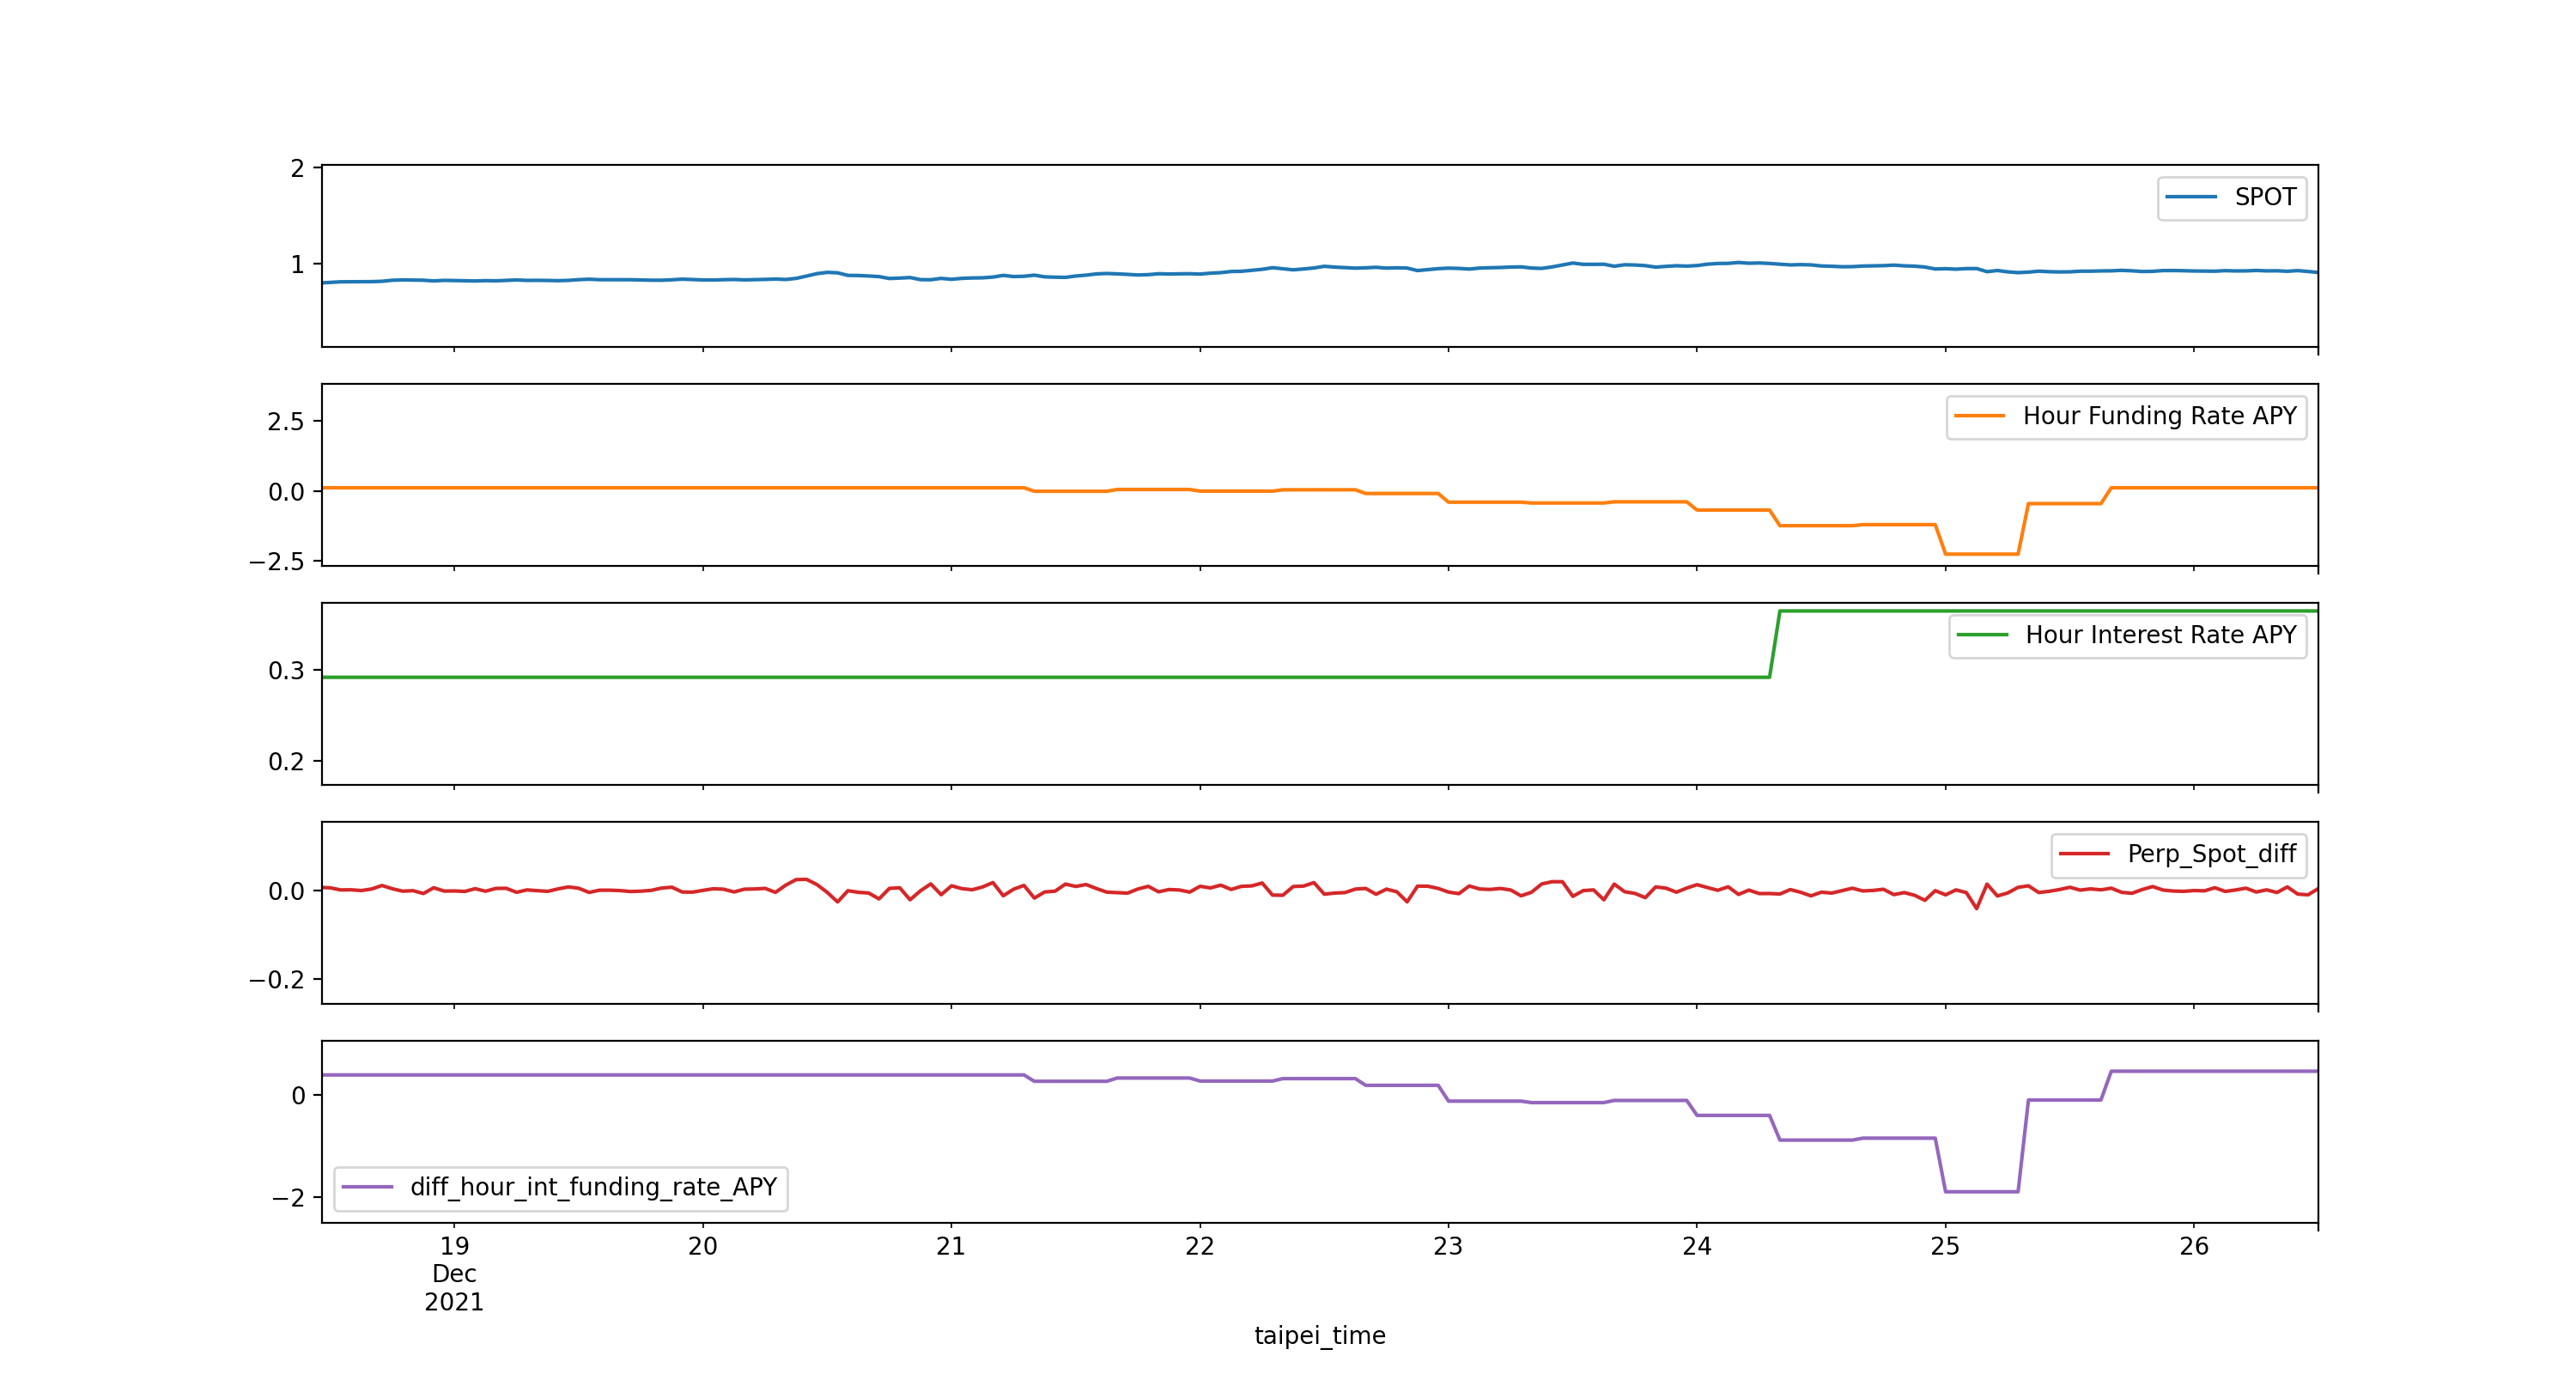 2
1
SPOT
2.5
0.0
−2.5
Hour Funding Rate APY
0.3
0.2
Hour Interest Rate APY
0.0
−0.2
Perp_Spot_diff
0
−2
diff_hour_int_funding_rate_APY
19 20 21 22 23 24 25 26
Dec
2021
taipei_time